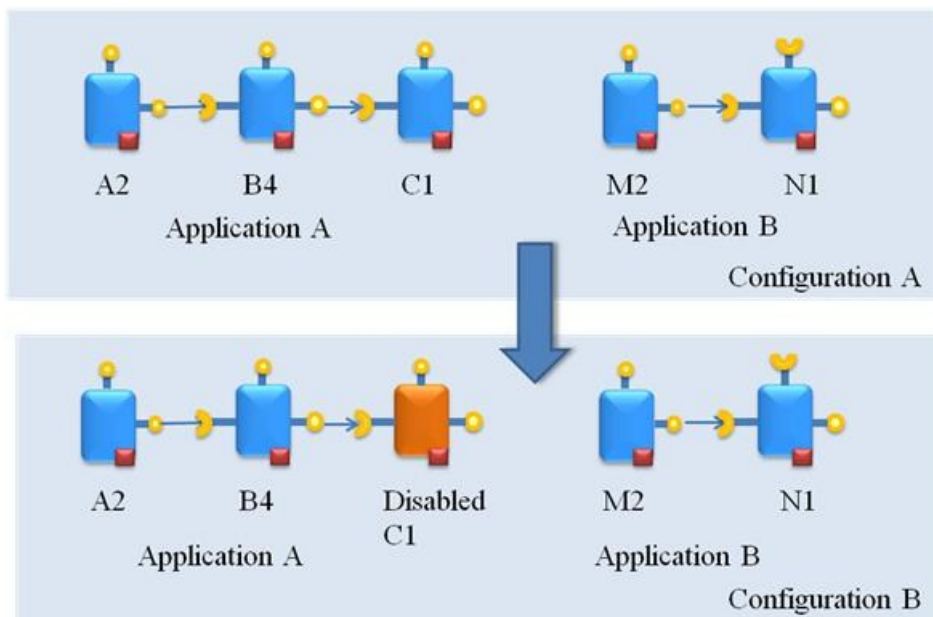 A2
B4
C1
M2
N1
Application A
Application B
Configuration A
A2
B4
Disabled
C1
M2
N1
Application A
Application B
Configuration B